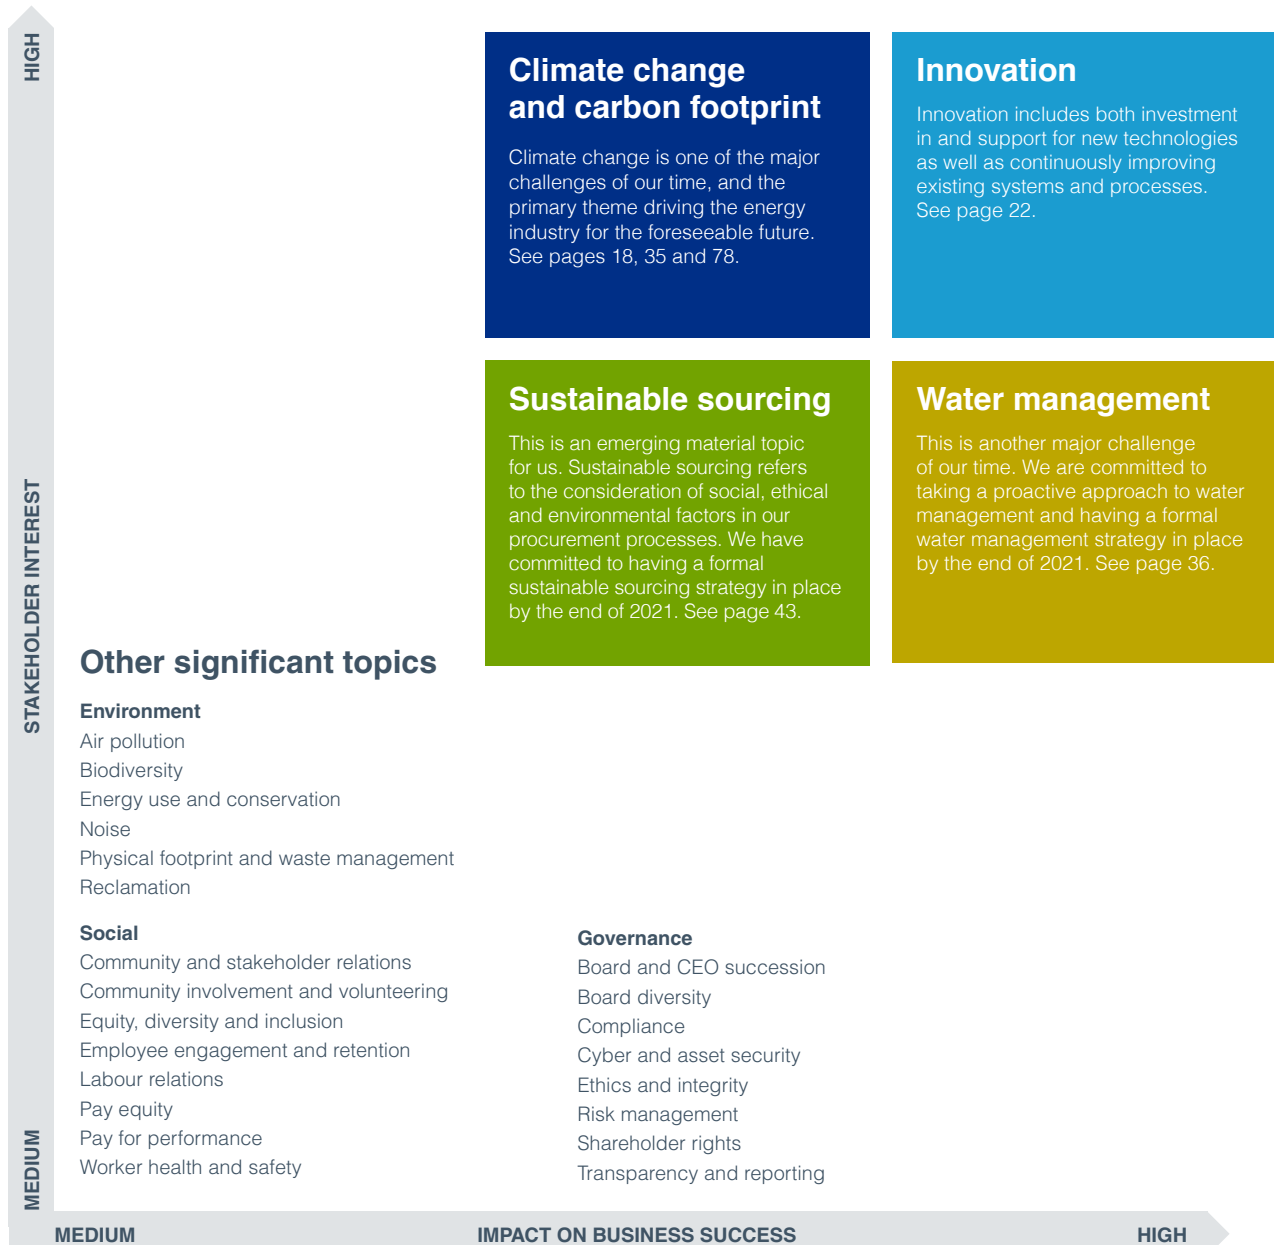 HIGH
STAKEHOLDER INTEREST
MEDIUM
Climate change
and carbon footprint
Climate change is one of the major
challenges of our time, and the
primary theme driving the energy
industry for the foreseeable future.
See pages 18, 35 and 78.
Innovation
Innovation includes both investment
in and support for new technologies
as well as continuously improving
existing systems and processes.
See page 22.
Sustainable sourcing
This is an emerging material topic
for us. Sustainable sourcing refers
to the consideration of social, ethical
and environmental factors in our
procurement processes. We have
committed to having a formal
sustainable sourcing strategy in place
by the end of 2021. See page 43.
Water management
This is another major challenge
of our time. We are committed to
taking a proactive approach to water
management and having a formal
water management strategy in place
by the end of 2021. See page 36.
Other significant topics
Environment
Air pollution
Biodiversity
Energy use and conservation
Noise
Physical footprint and waste management
Reclamation
Social
Community and stakeholder relations
Community involvement and volunteering
Equity, diversity and inclusion
Employee engagement and retention
Labour relations
Pay equity
Pay for performance
Worker health and safety
Governance
Board and CEO succession
Board diversity
Compliance
Cyber and asset security
Ethics and integrity
Risk management
Shareholder rights
Transparency and reporting
MEDIUM
IMPACT ON BUSINESS SUCCESS
HIGH